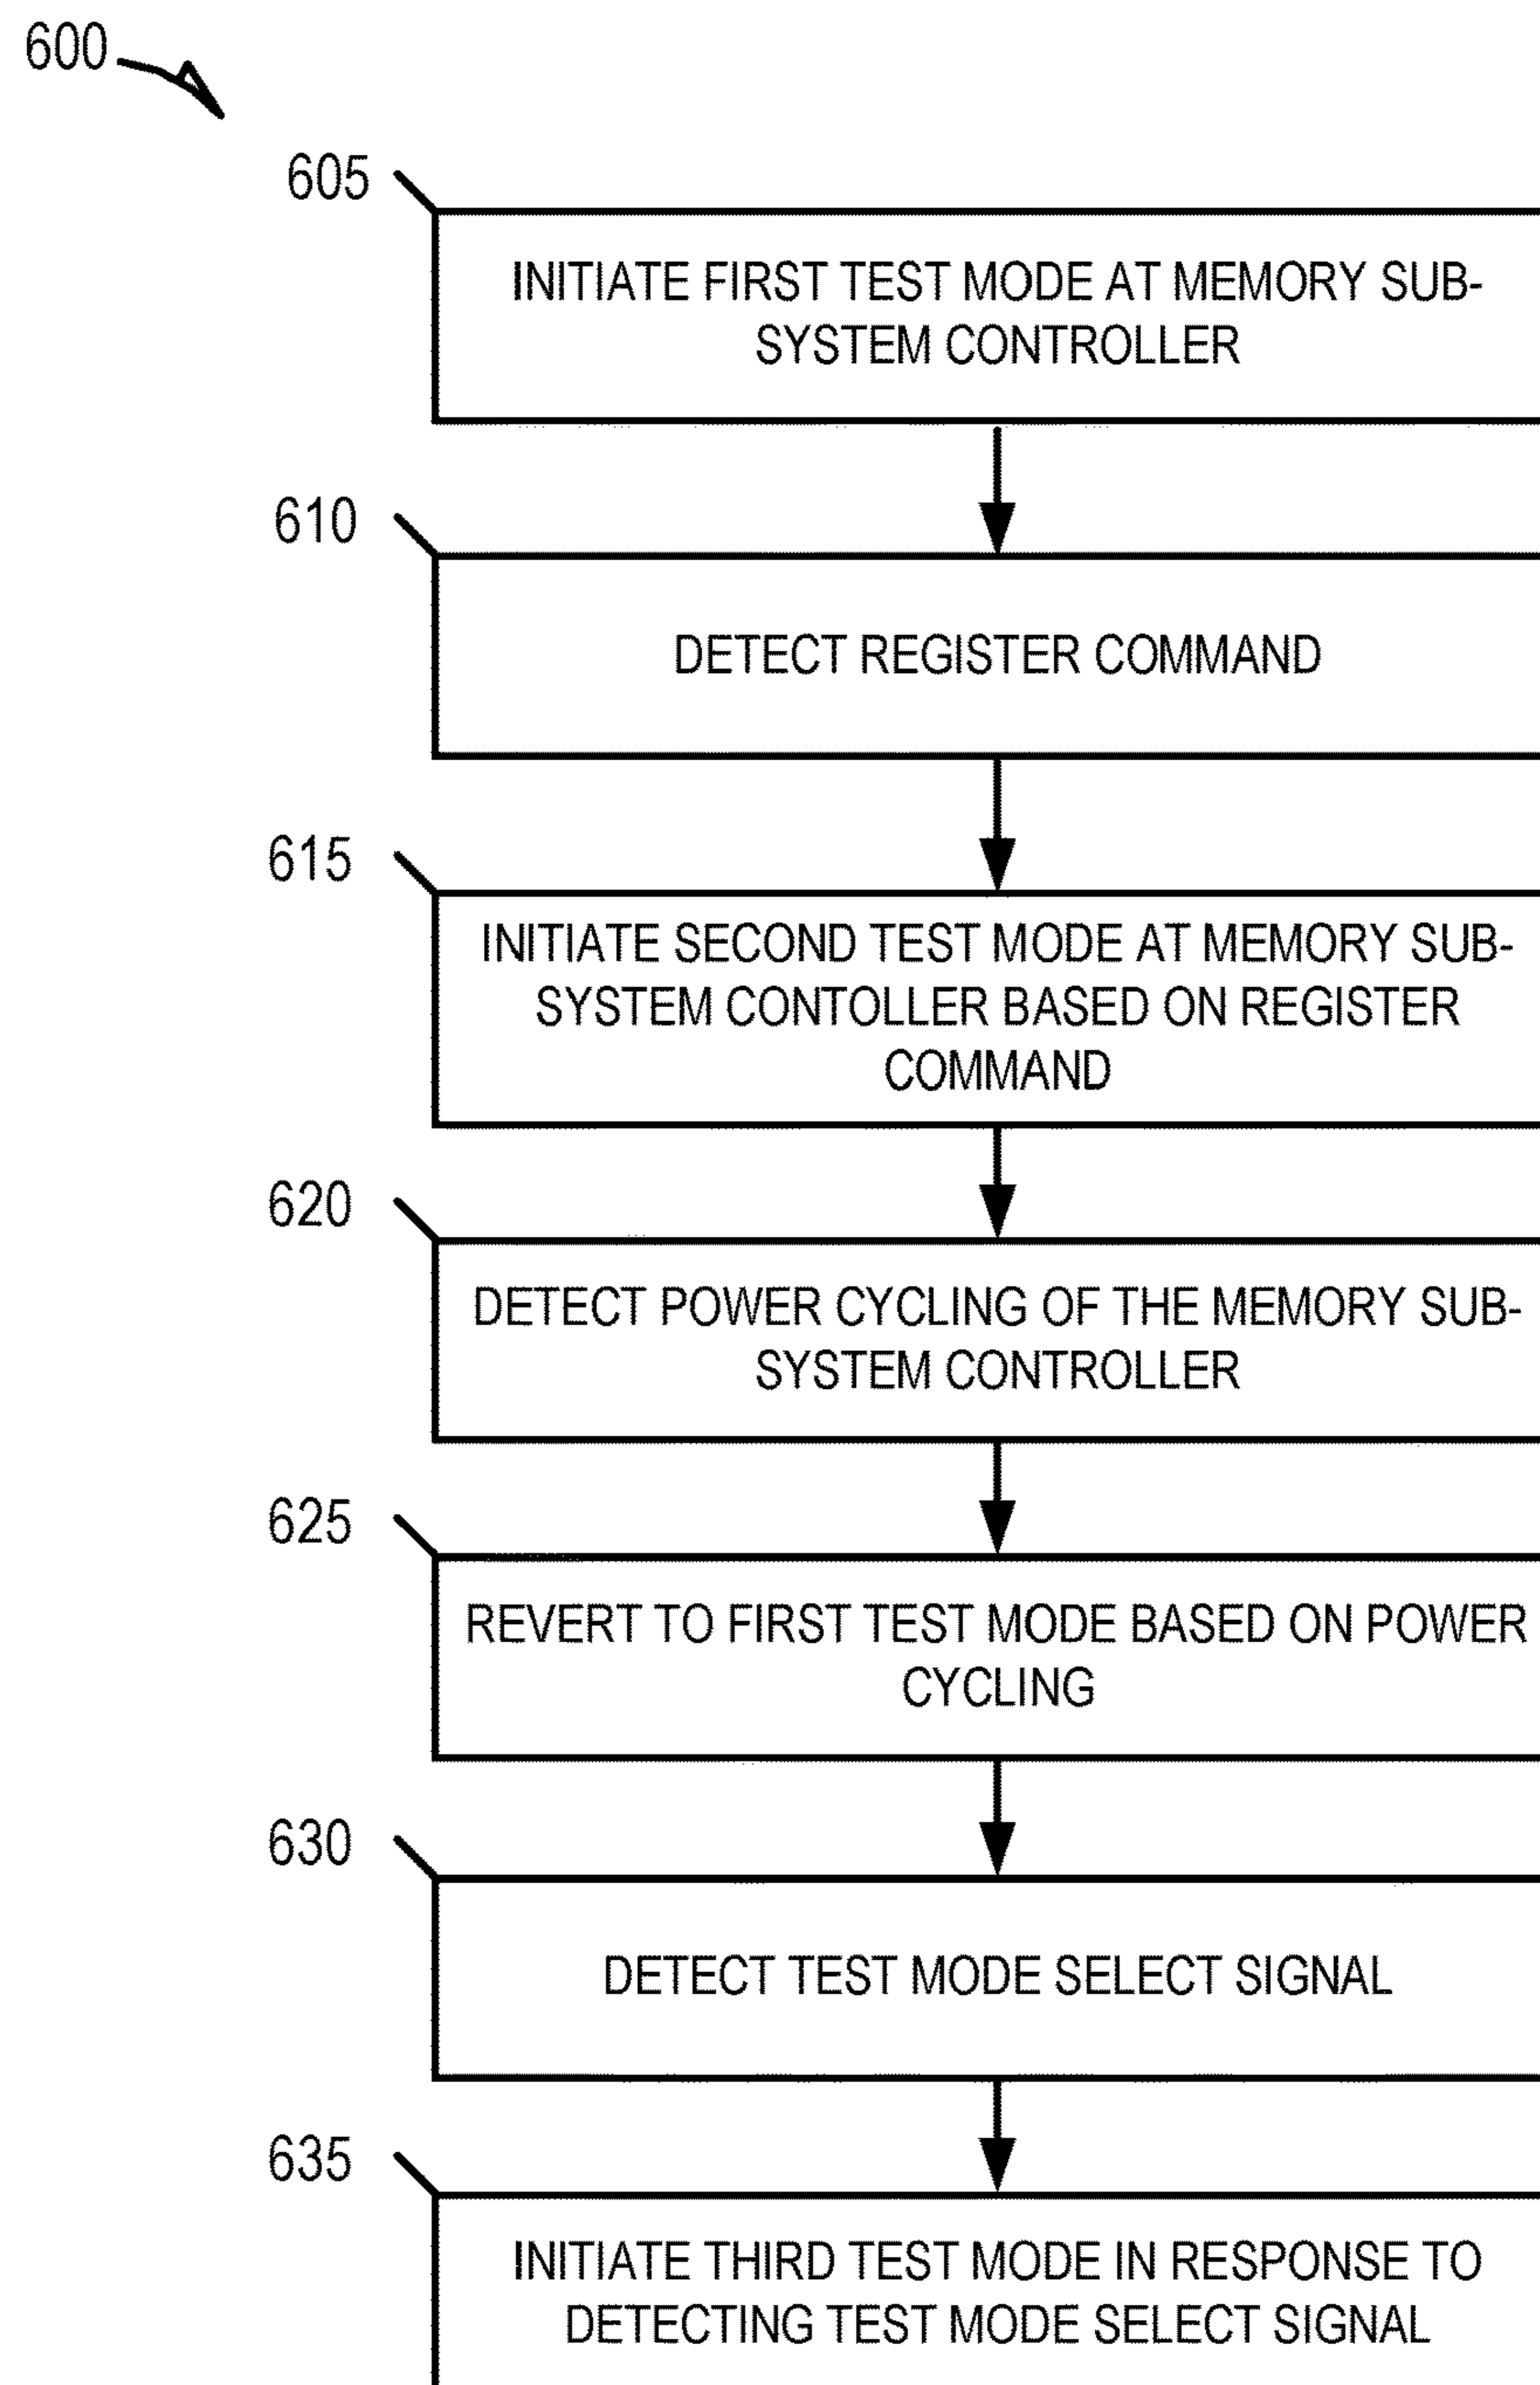 600
605
INITIATE FIRST TEST MODE AT MEMORY SUB-
SYSTEM CONTROLLER
610
DETECT REGISTER COMMAND
615
INITIATE SECOND TEST MODE AT MEMORY SUB-
SYSTEM CONTOLLER BASED ON REGISTER
COMMAND
620
DETECT POWER CYCLING OF THE MEMORY SUB-
SYSTEM CONTROLLER
625
REVERT TO FIRST TEST MODE BASED ON POWER
CYCLING
630
DETECT TEST MODE SELECT SIGNAL
635
INITIATE THIRD TEST MODE IN RESPONSE TO
DETECTING TEST MODE SELECT SIGNAL